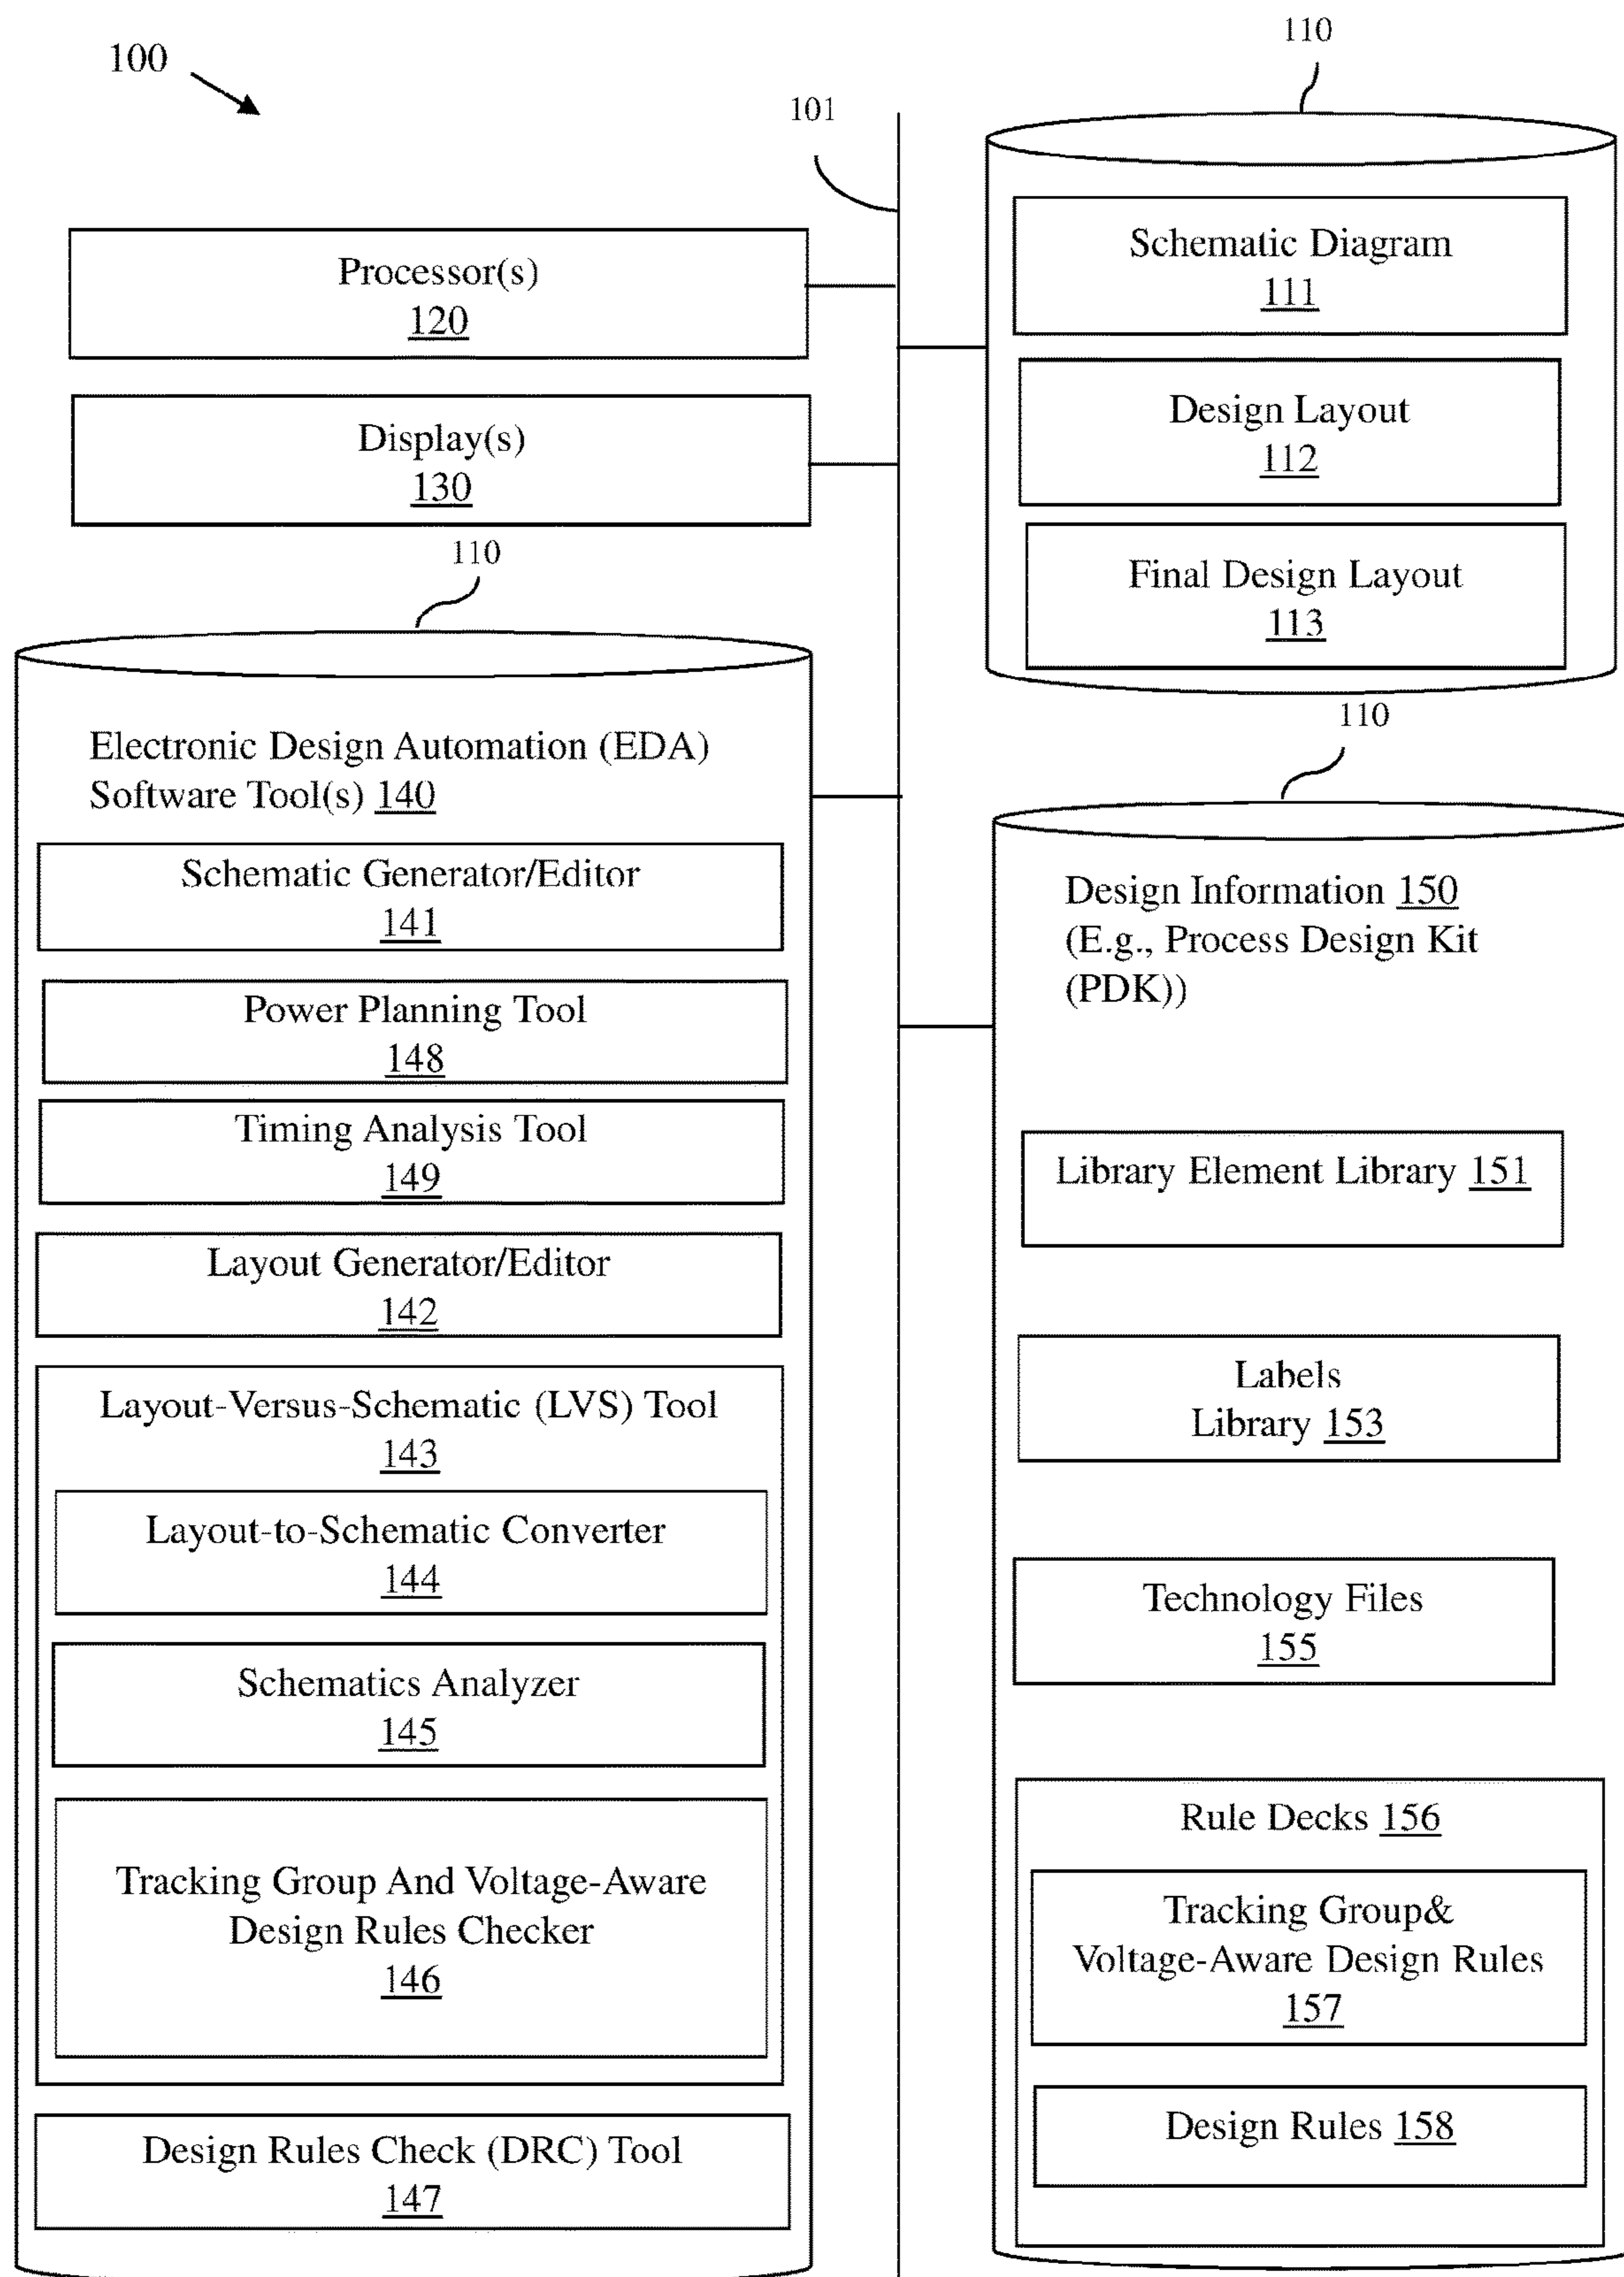 100
101
110
Processor(s)
120
Display(s)
130
Schematic Diagram
111
Design Layout
112
Final Design Layout
113
110
Electronic Design Automation (EDA)
Software Tool(s) 140
Schematic Generator/Editor
141
Power Planning Tool
148
Timing Analysis Tool
149
Layout Generator/Editor
142
Layout-Versus-Schematic (LVS) Tool
143
Layout-to-Schematic Converter
144
Schematics Analyzer
145
Tracking Group And Voltage-Aware
Design Rules Checker
146
Design Rules Check (DRC) Tool
147
110
Design Information 150
(E.g., Process Design Kit
(PDK))
Library Element Library 151
Labels
Library 153
Technology Files
155
Rule Decks 156
Tracking Group&
Voltage-Aware Design Rules
157
Design Rules 158